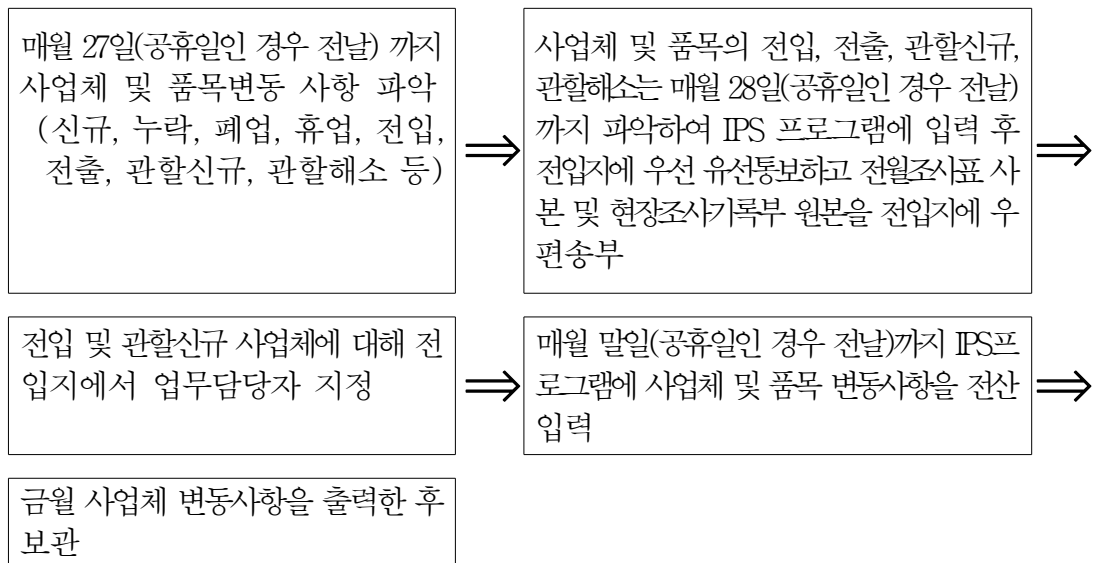 매월 27일(공휴일인 경우 전날) 까지
사업체 및 품목변동 사항 파악
(신규, 누락, 폐업, 휴업, 전입,
전출, 관할신규, 관할해소 등)
⇒
사업체 및 품목의 전입, 전출, 관할신규,
관할해소는 매월 28일(공휴일인 경우 전날)
까지 파악하여 IPS 프로그램에 입력 후
전입지에 우선 유선통보하고 전월조사표 사
본 및 현장조사기록부 원본을 전입지에 우
편송부
⇒
전입 및 관할신규 사업체에 대해 전
입지에서 업무담당자 지정
⇒
매월 말일(공휴일인 경우 전날)까지 IPS프
로그램에 사업체 및 품목 변동사항을 전산
입력
⇒
금월 사업체 변동사항을 출력한 후
보관